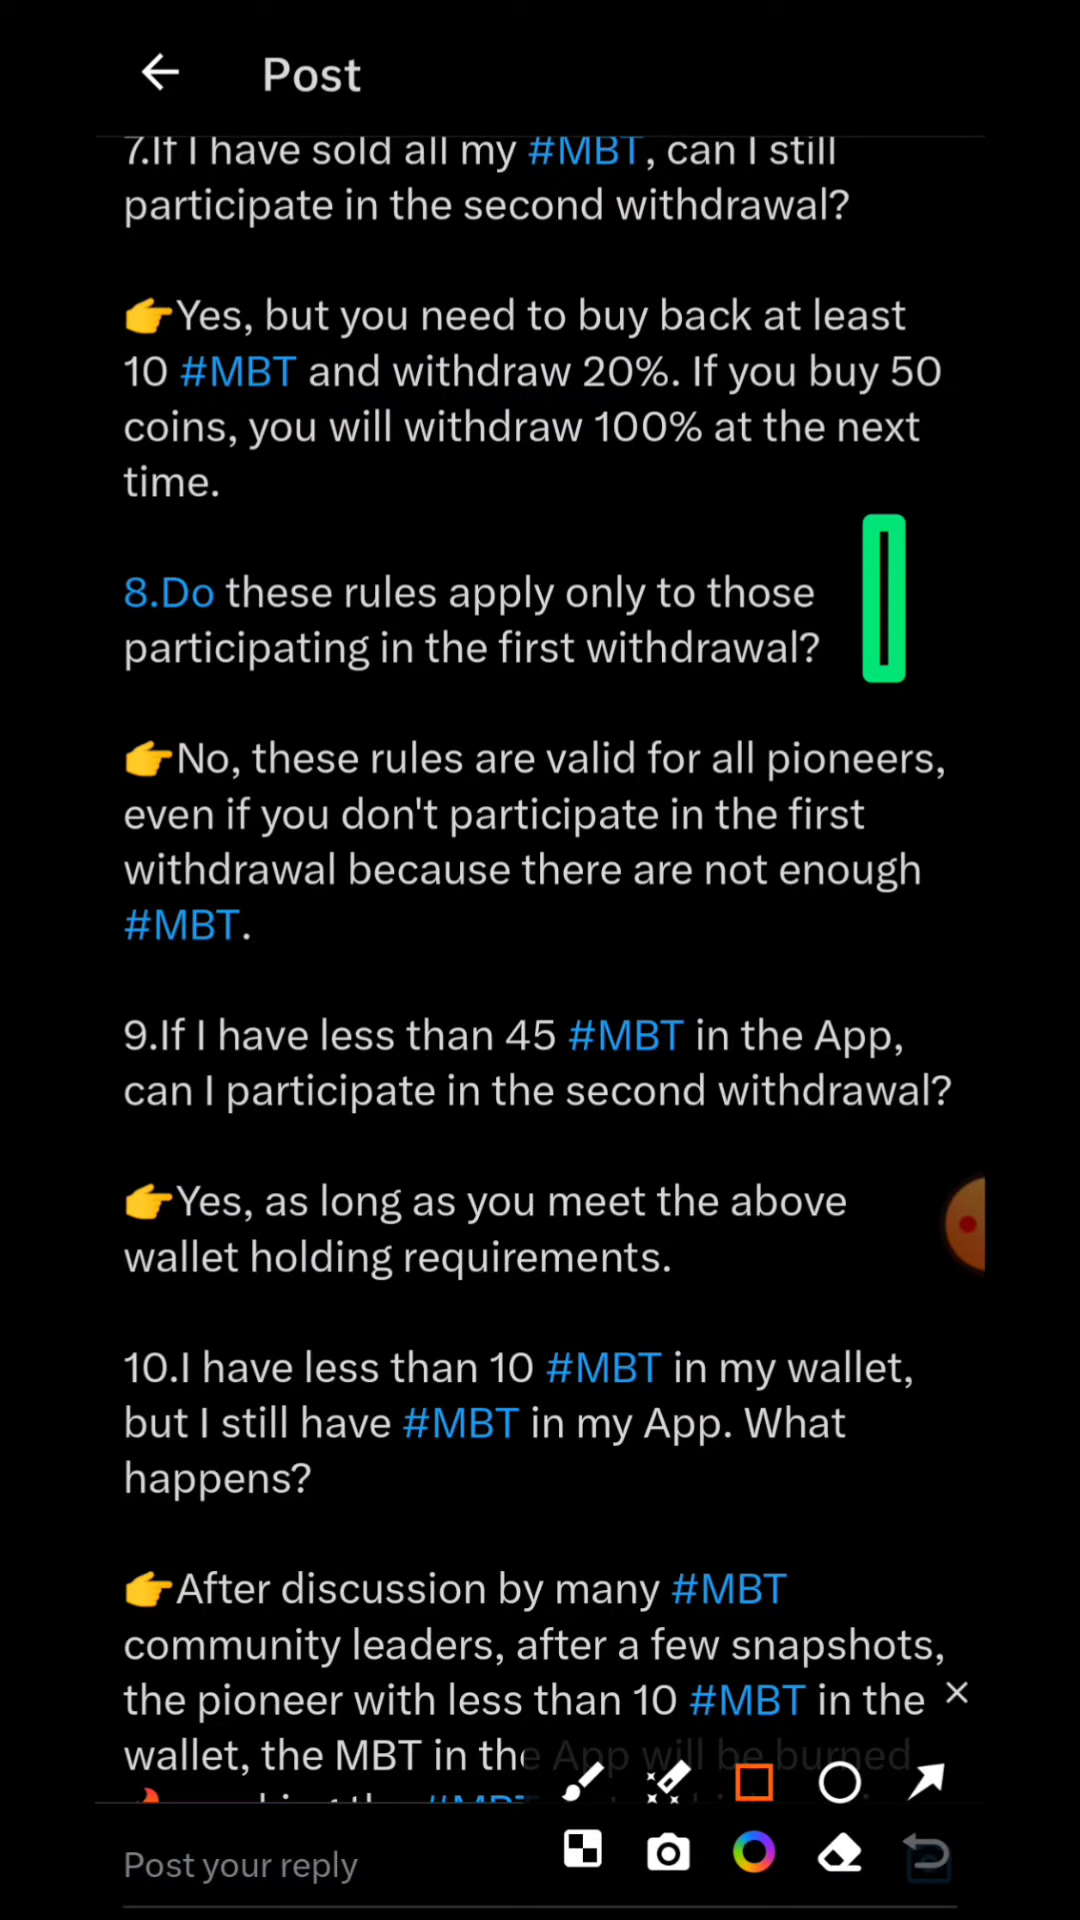 Post
7.If I have sold all my #MBT, can I still
participate in the second withdrawal?
👉Yes, but you need to buy back at least
10 #MBT and withdraw 20%. If you buy 50
coins, you will withdraw 100% at the next
time.
8.Do these rules apply only to those
participating in the first withdrawal?
👉No, these rules are valid for all pioneers,
even if you don't participate in the first
withdrawal because there are not enough
#MBT.
9.If I have less than 45 #MBT in the App,
can I participate in the second withdrawal?
👉Yes, as long as you meet the above
wallet holding requirements.
10.I have less than 10 #MBT in my wallet,
but I still have #MBT in my App. What
happens?
👉After discussion by many #MBT
community leaders, after a few snapshots,
the pioneer with less than 10 #MBT in the
wallet, the MBT in the App will be burned
Post your reply